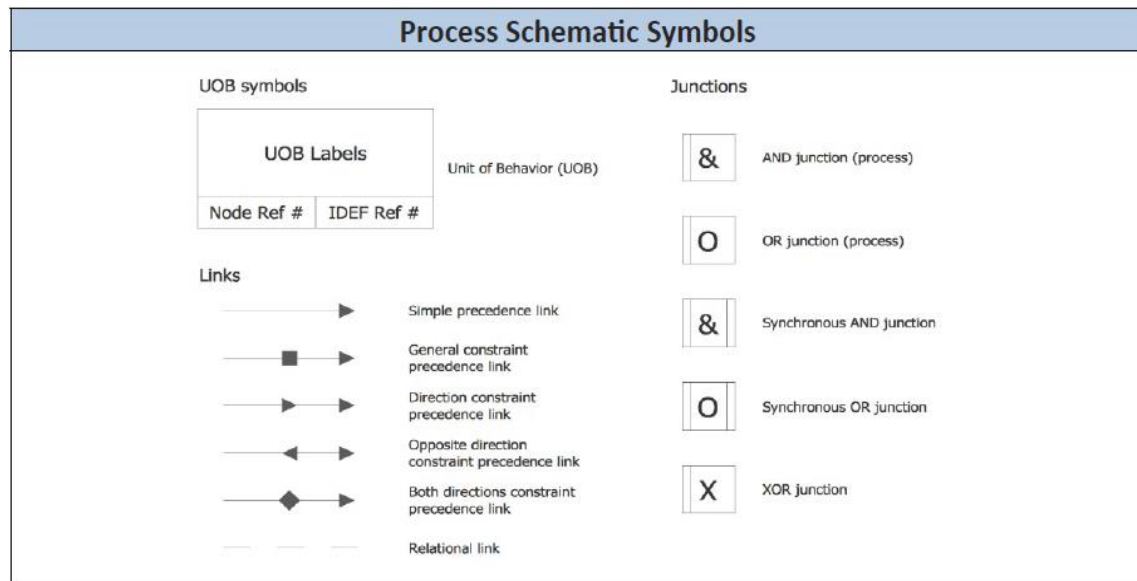 Process Schematic Symbols
UOB symbols
UOB Labels
Node Ref #
IDEF Ref #
Unit of Behavior (UOB)
Links
Simple precedence link
General constraint
precedence link
Direction constraint
precedence link
Opposite direction
constraint precedence link
Both directions constraint
precedence link
Relational link
Junctions
&
AND junction (process)
O
OR junction (process)
&
Synchronous AND junction
O
Synchronous OR junction
X
XOR junction